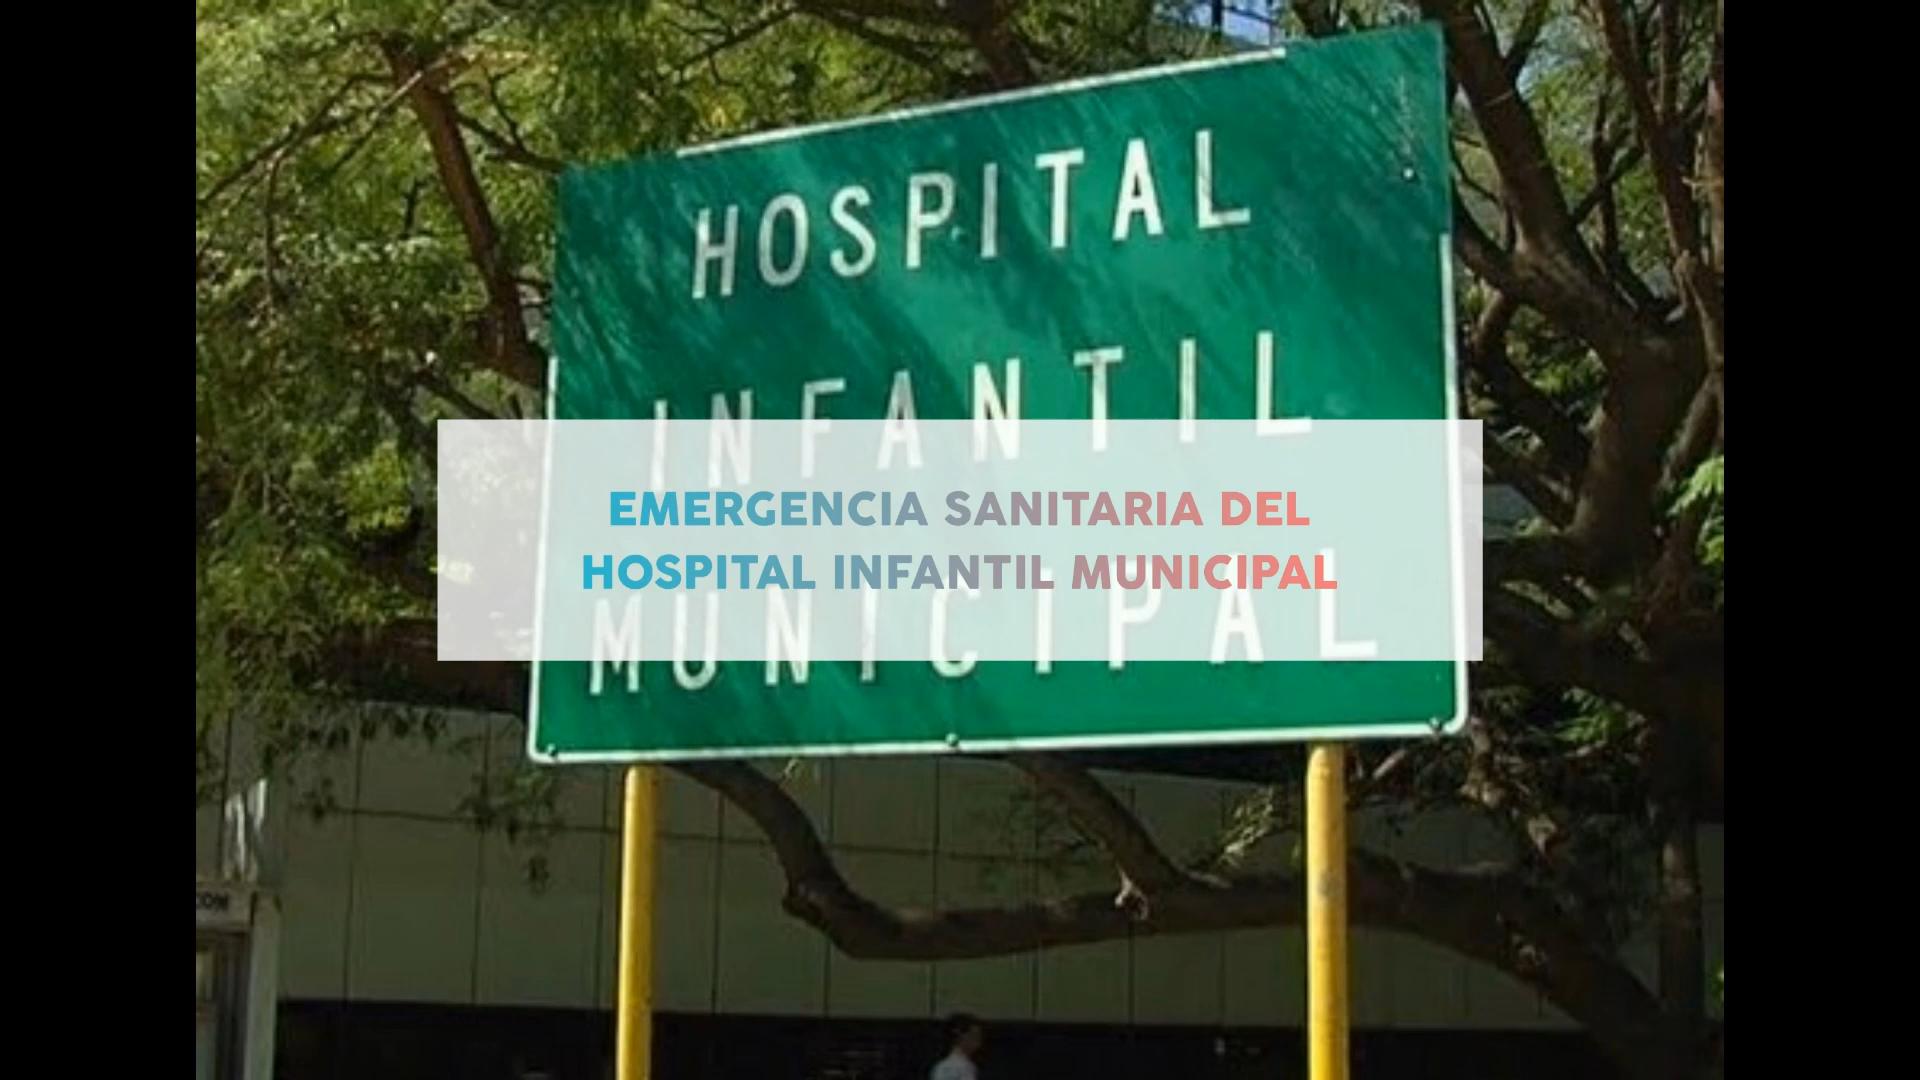 HOSPITAL
INFANTIL
EMERGENCIA SANITARIA DEL
HOSPITAL INFANTIL MUNICIPAL
MUNICIPAL